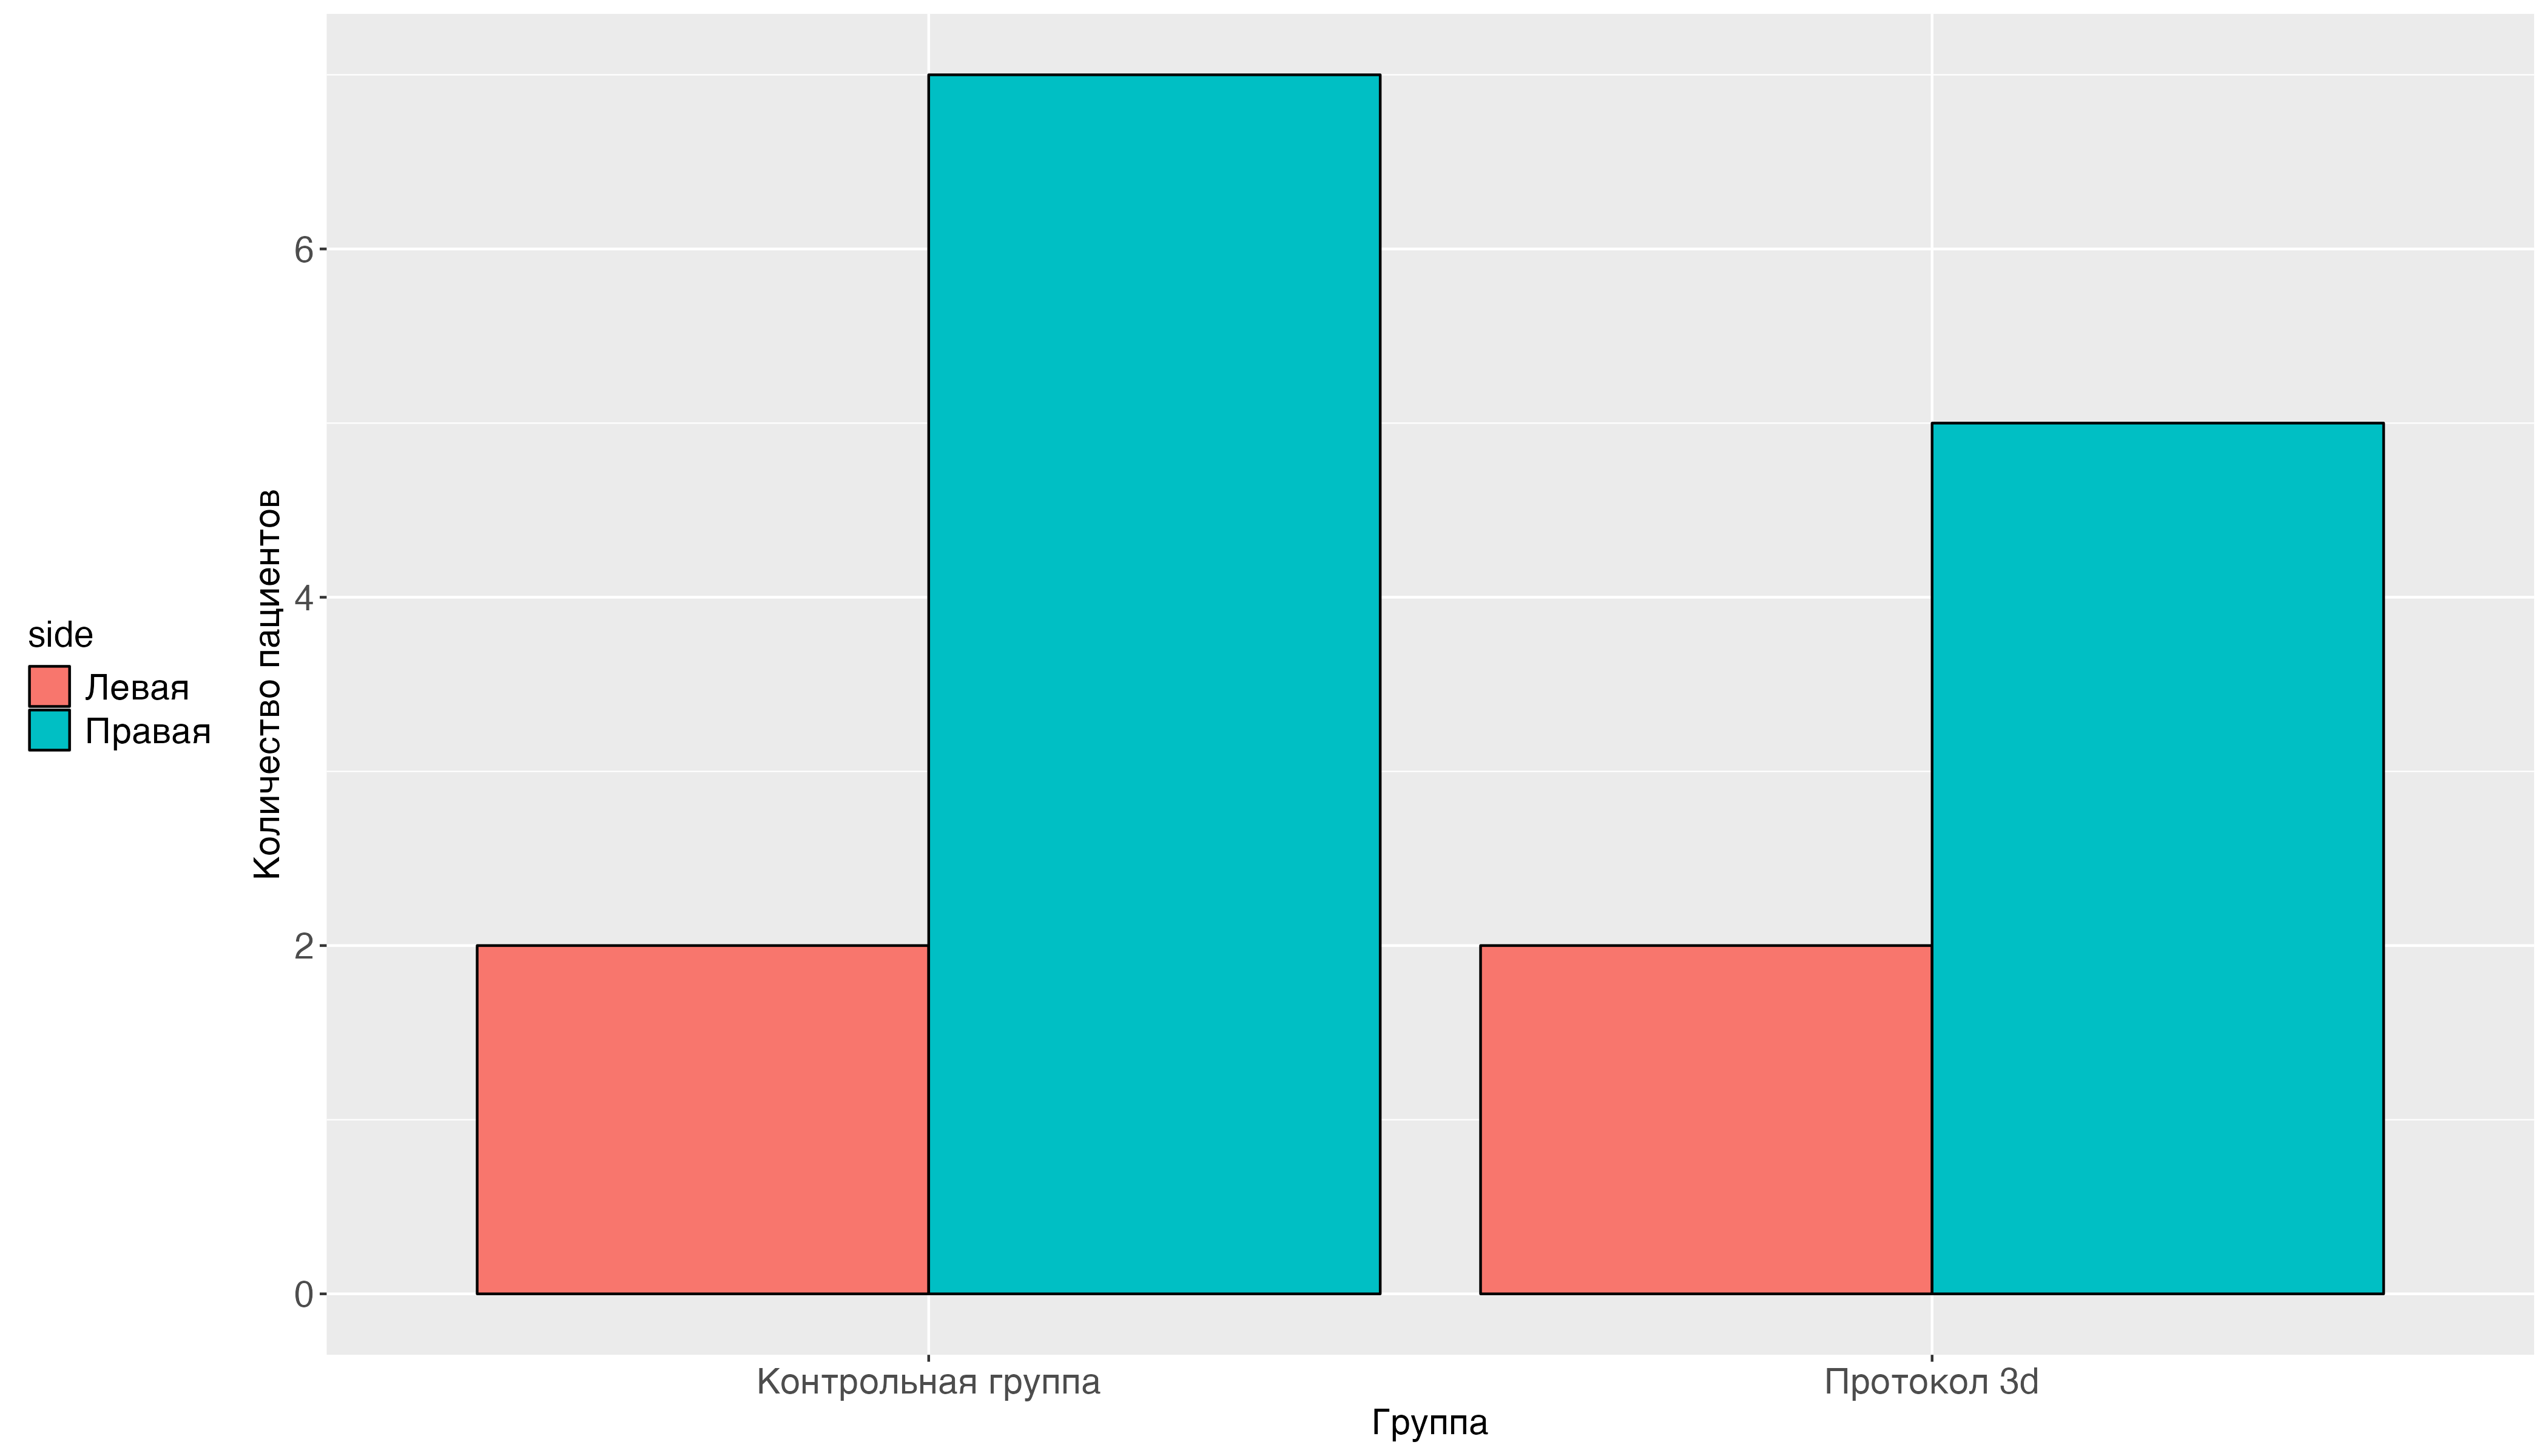 side
Левая
Правая
Количество пациентов
6
4
2
0
Контрольная группа
Протокол 3d
Группа